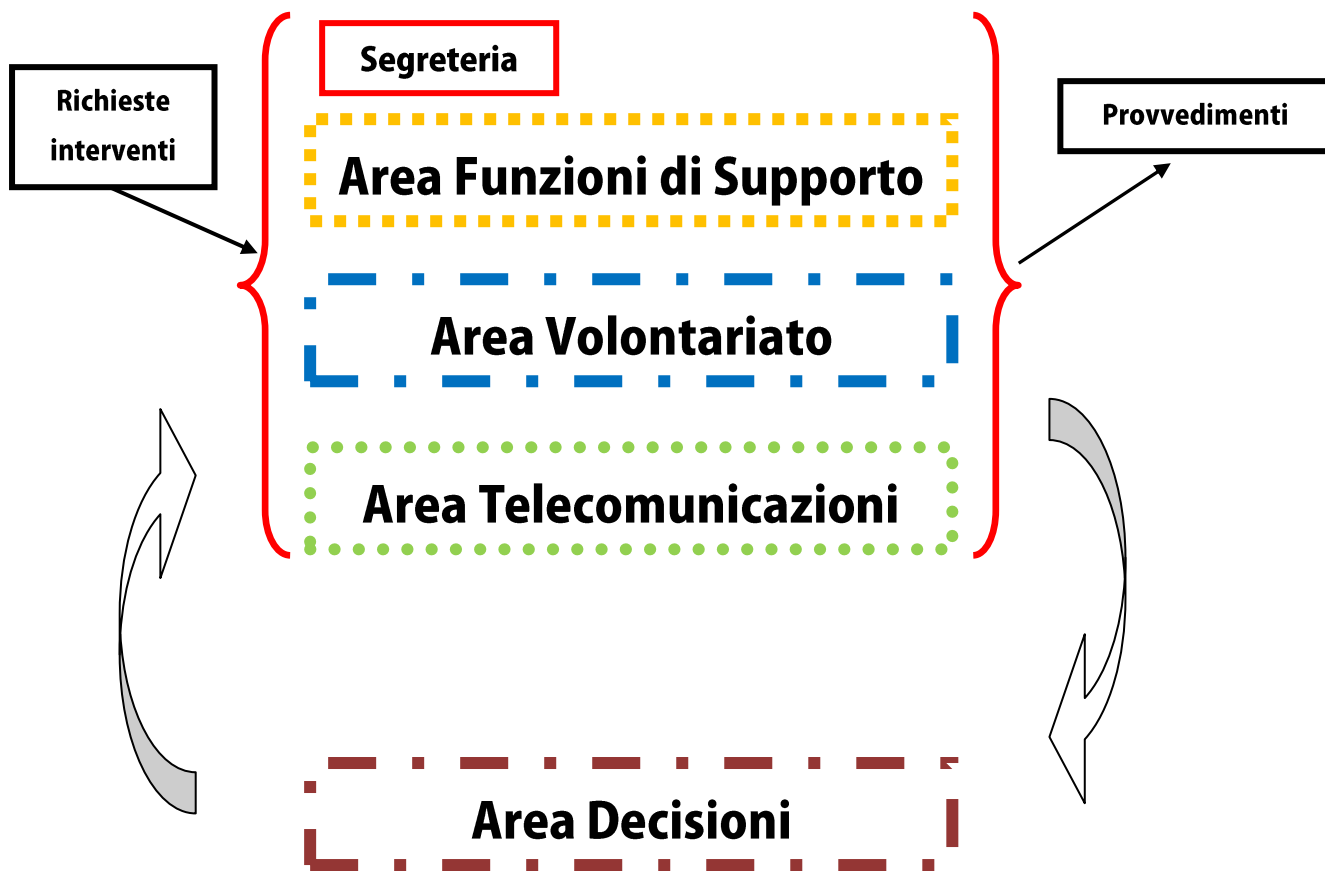 Segreteria
Richieste
interventi
Provvedimenti
Area Funzioni di Supporto
Area Volontariato
Area Telecomunicazioni
Area Decisioni